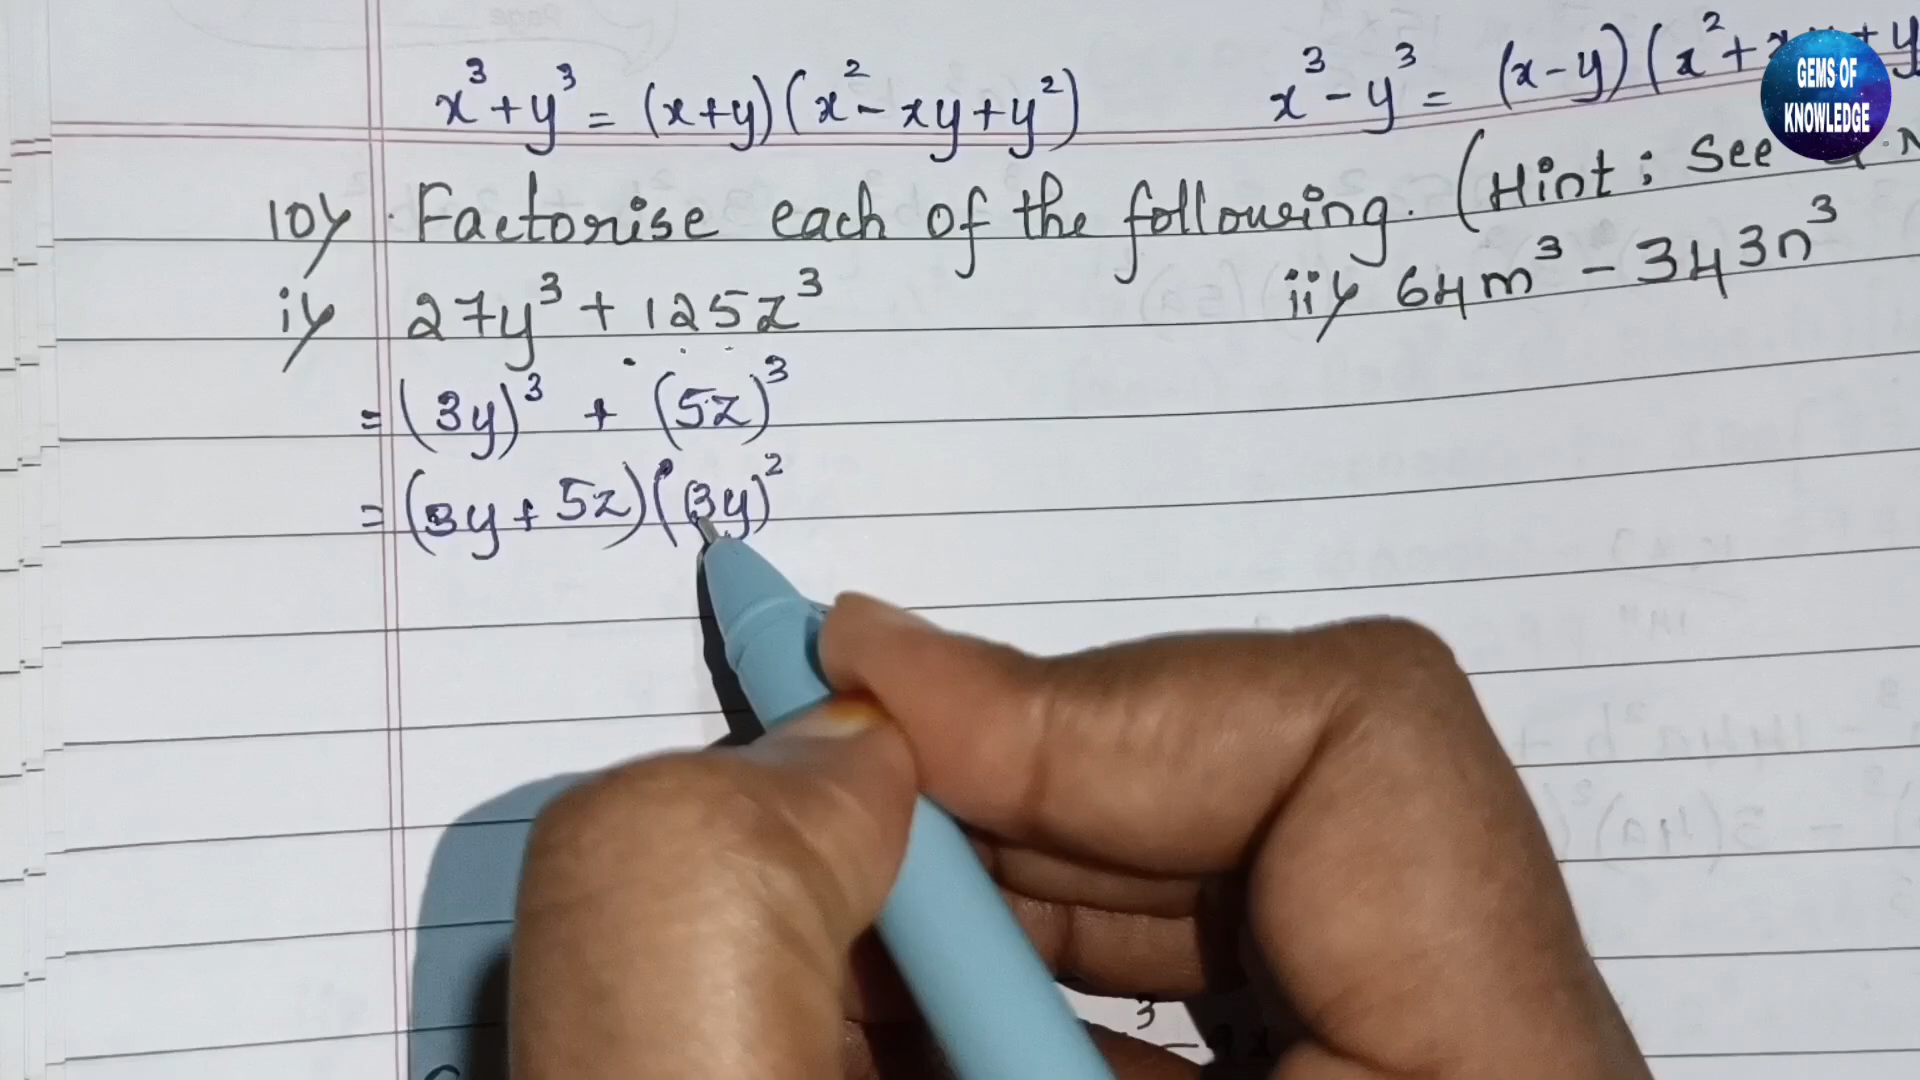 x³ + y³ = (x+y)(x² - xy + y²)
x³ - y³ = (x-y)(x² +
GEMS OF
KNOWLEDGE
10) Factorise each of the following. (Hint : See
i) 27y³ + 125z³
ii) 64m³ - 343n³
= (3y)³ + (5z)³
= (3y + 5z)((3y)²